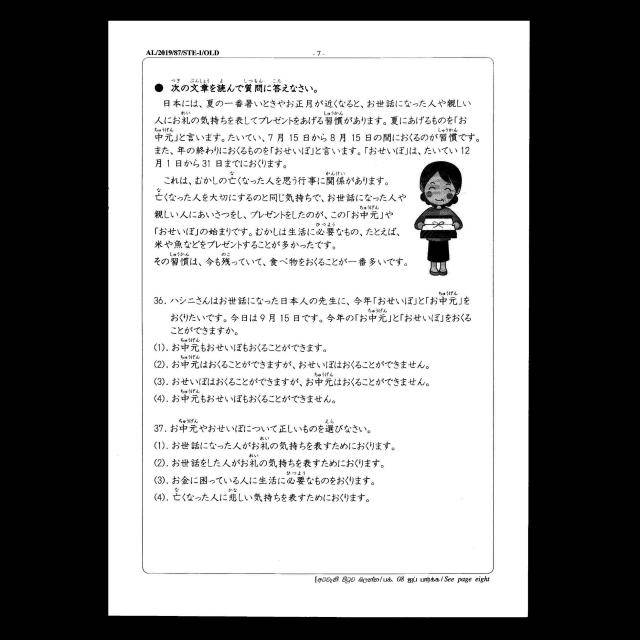 AL/2019/87/STE-I/OLD
- 7 -
● 次の文章を読んで質問に答えなさい。
日本には、夏の一番暑いときやお正月が近くなると、お世話になった人や親しい
人にお礼の気持ちを表してプレゼントをあげる習慣があります。夏にあげるものを「お
中元」と言います。たいてい、7月15日から8月15日の間におくるのが習慣です。
また、年の終わりにおくるものを「おせいぼ」と言います。「おせいぼ」は、たいてい12
月1日から31日までにおくります。
これは、むかしの亡くなった人を思う行事に関係があります。
亡くなった人を大切にするのと同じ気持ちで、お世話になった人や
親しい人にあいさつをし、プレゼントをしたのが、この「お中元」や
「おせいぼ」の始まりです。むかしは生活に必要なもの、たとえば、
米や魚などをプレゼントすることが多かったです。
その習慣は、今も残っていて、食べ物をおくることが一番多いです。
36. ハシニさんはお世話になった日本人の先生に、今年「おせいぼ」と「お中元」を
おくりたいです。今日は9月15日です。今年の「お中元」と「おせいぼ」をおくる
ことができますか。
(1). お中元もおせいぼもおくることができます。
(2). お中元はおくることができますが、おせいぼはおくることができません。
(3). おせいぼはおくることができますが、お中元はおくることができません。
(4). お中元もおせいぼもおくることができません。
37. お中元やおせいぼについて正しいものを選びなさい。
(1). お世話になった人がお礼の気持ちを表すためにおくります。
(2). お世話をした人がお礼の気持ちを表すためにおくります。
(3). お金に困っている人に生活に必要なものをおくります。
(4). 亡くなった人に悲しい気持ちを表すためにおくります。
See page eight